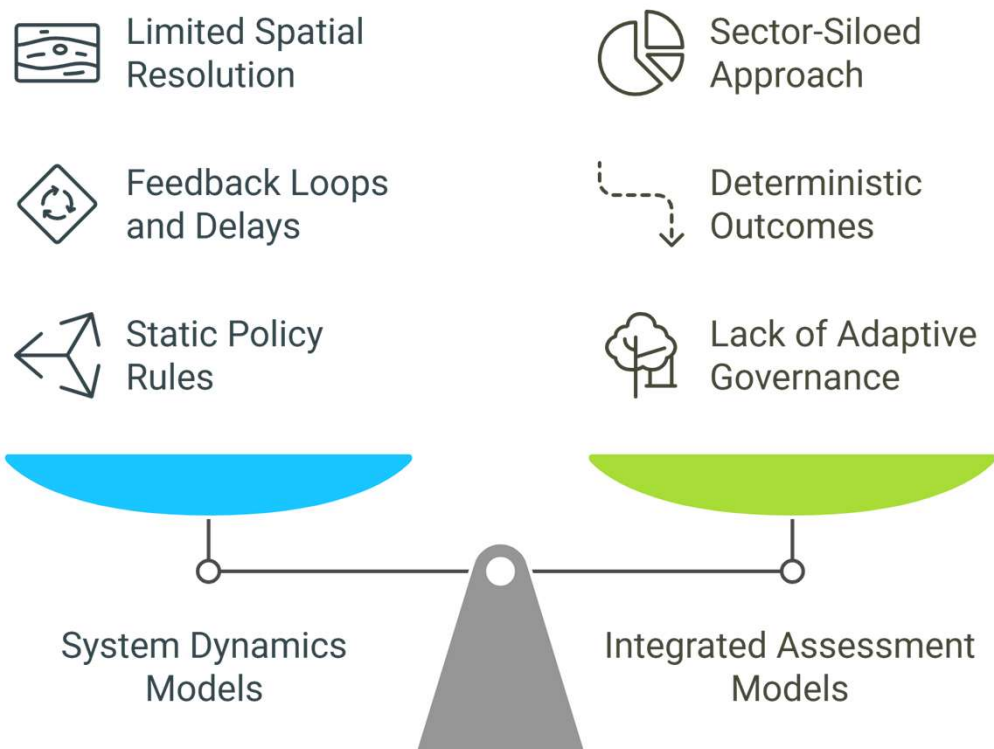 Limited Spatial
Resolution
Feedback Loops
and Delays
Static Policy
Rules
Sector-Siloed
Approach
Deterministic
Outcomes
Lack of Adaptive
Governance
System Dynamics
Models
Integrated Assessment
Models